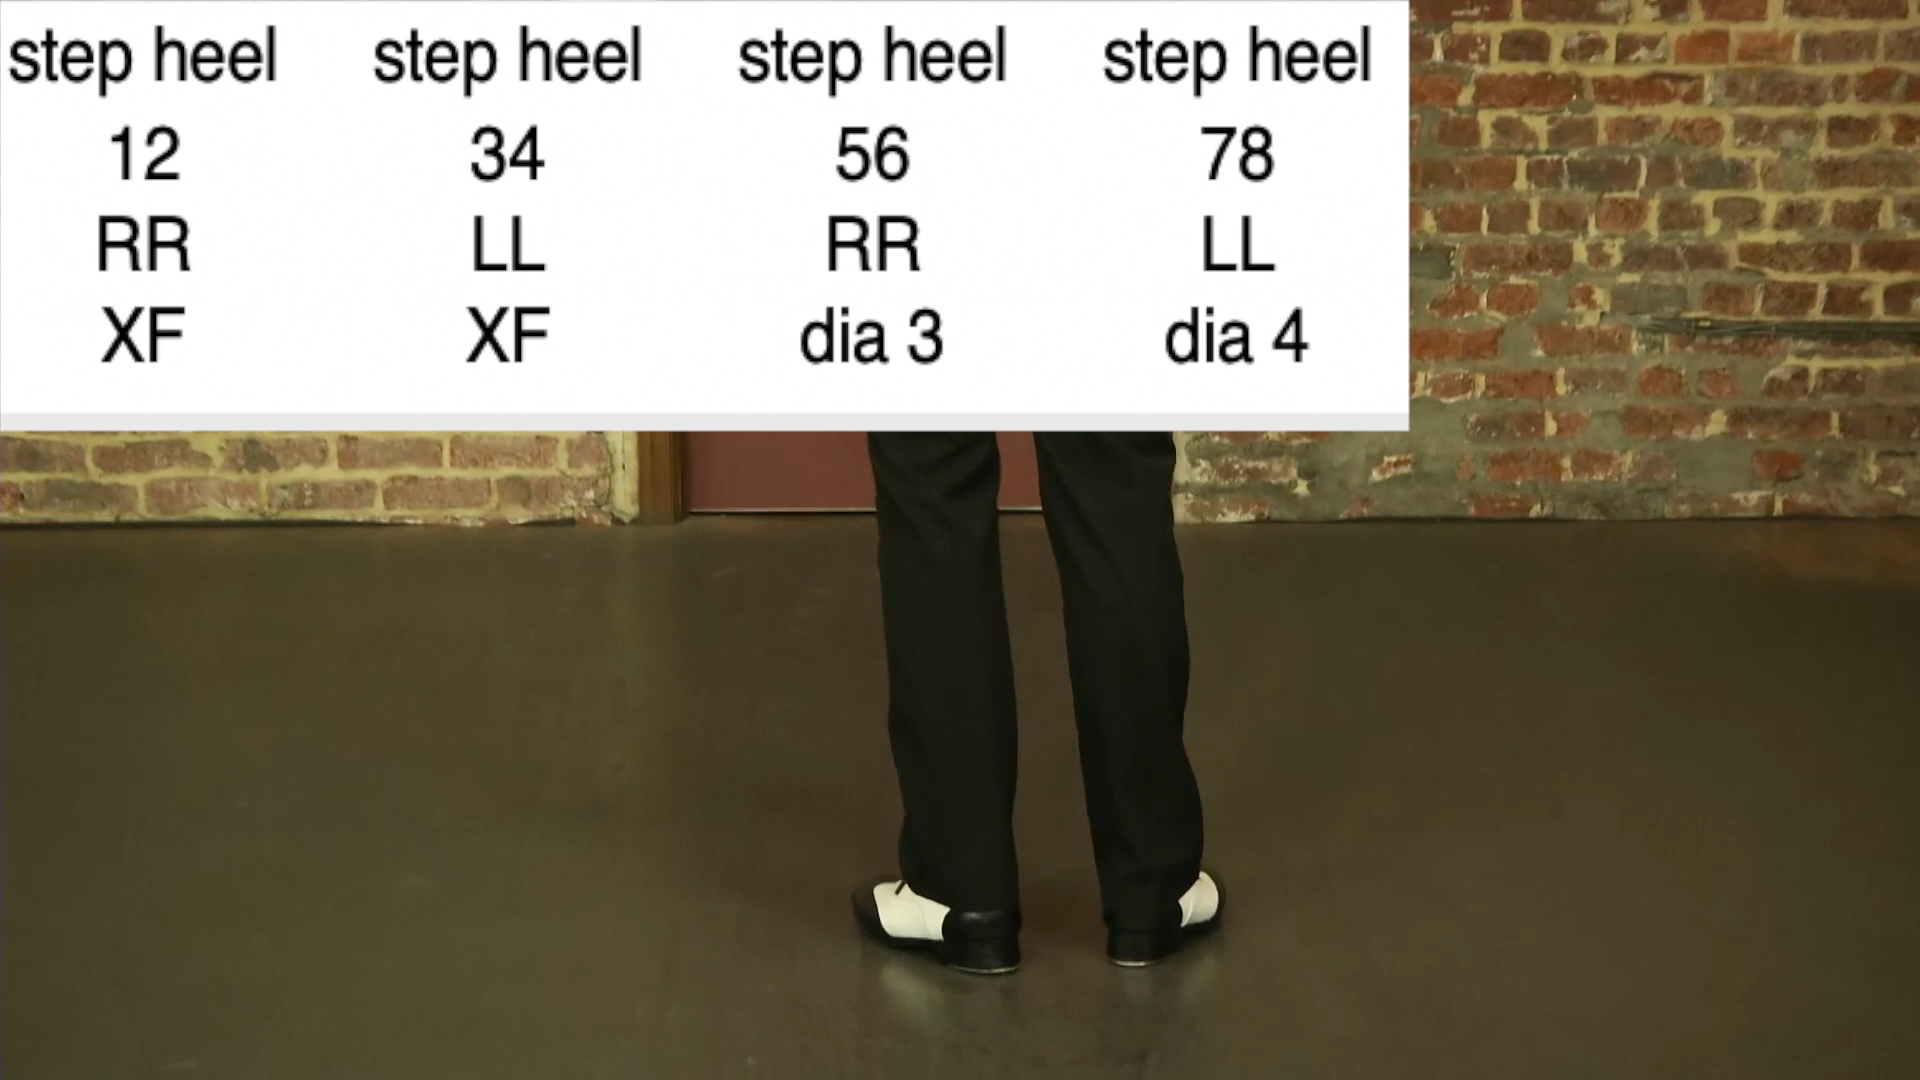 step heel step heel step heel step heel
12 34 56 78
RR LL RR LL
XF XF dia 3 dia 4